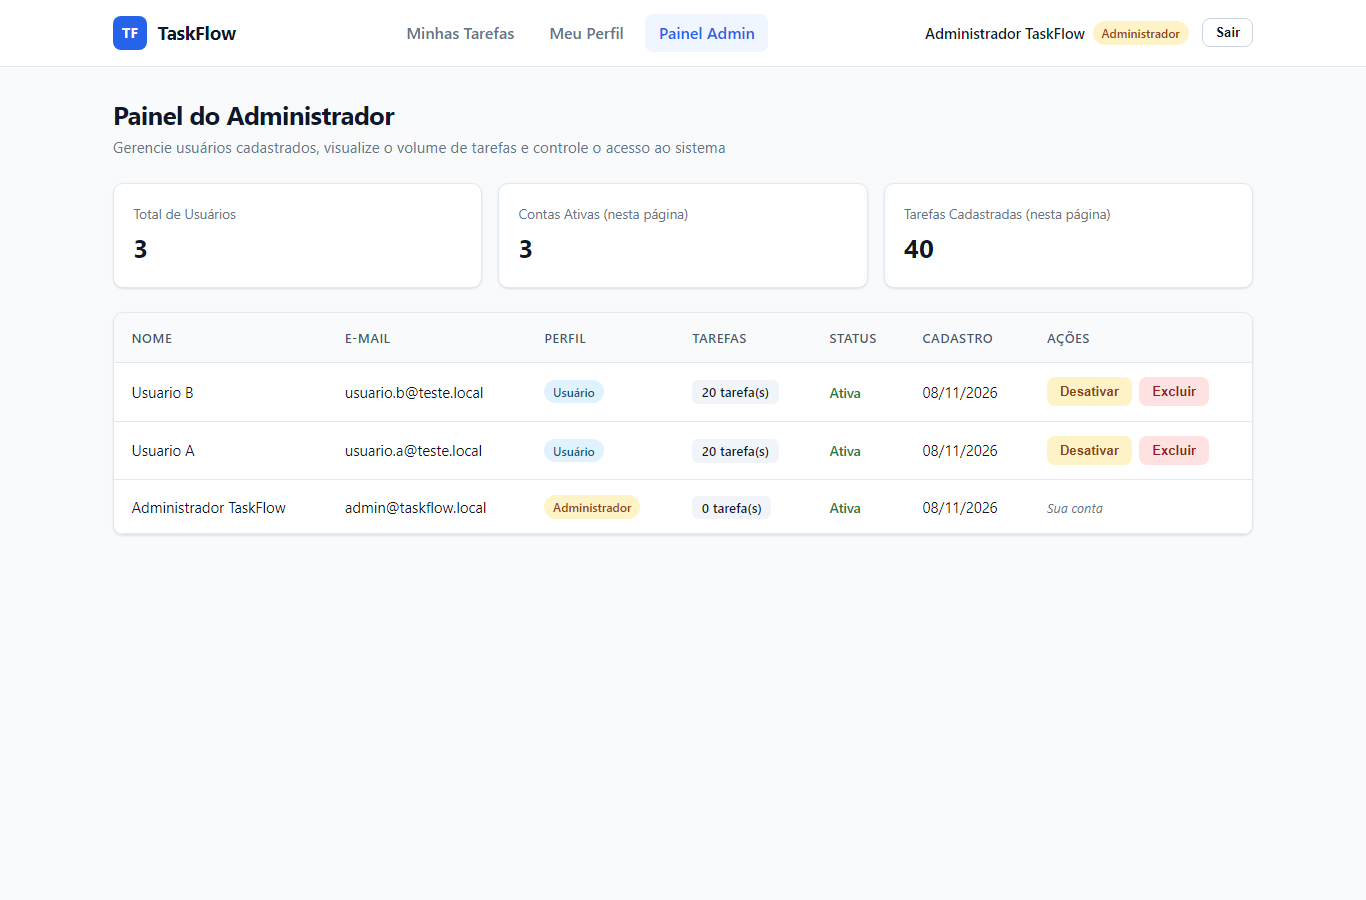 TF TaskFlow Minhas Tarefas Meu Perfil Painel Admin Administrador TaskFlow Administrador Sair
Painel do Administrador
Gerencie usuários cadastrados, visualize o volume de tarefas e controle o acesso ao sistema
Total de Usuários Contas Ativas (nesta página) Tarefas Cadastradas (nesta página)
3 3 40
NOME E-MAIL PERFIL TAREFAS STATUS CADASTRO AÇÕES
Usuario B usuario.b@teste.local Usuário 20 tarefa(s) Ativa 08/11/2026 Desativar Excluir
Usuario A usuario.a@teste.local Usuário 20 tarefa(s) Ativa 08/11/2026 Desativar Excluir
Administrador TaskFlow admin@taskflow.local Administrador 0 tarefa(s) Ativa 08/11/2026 Sua conta